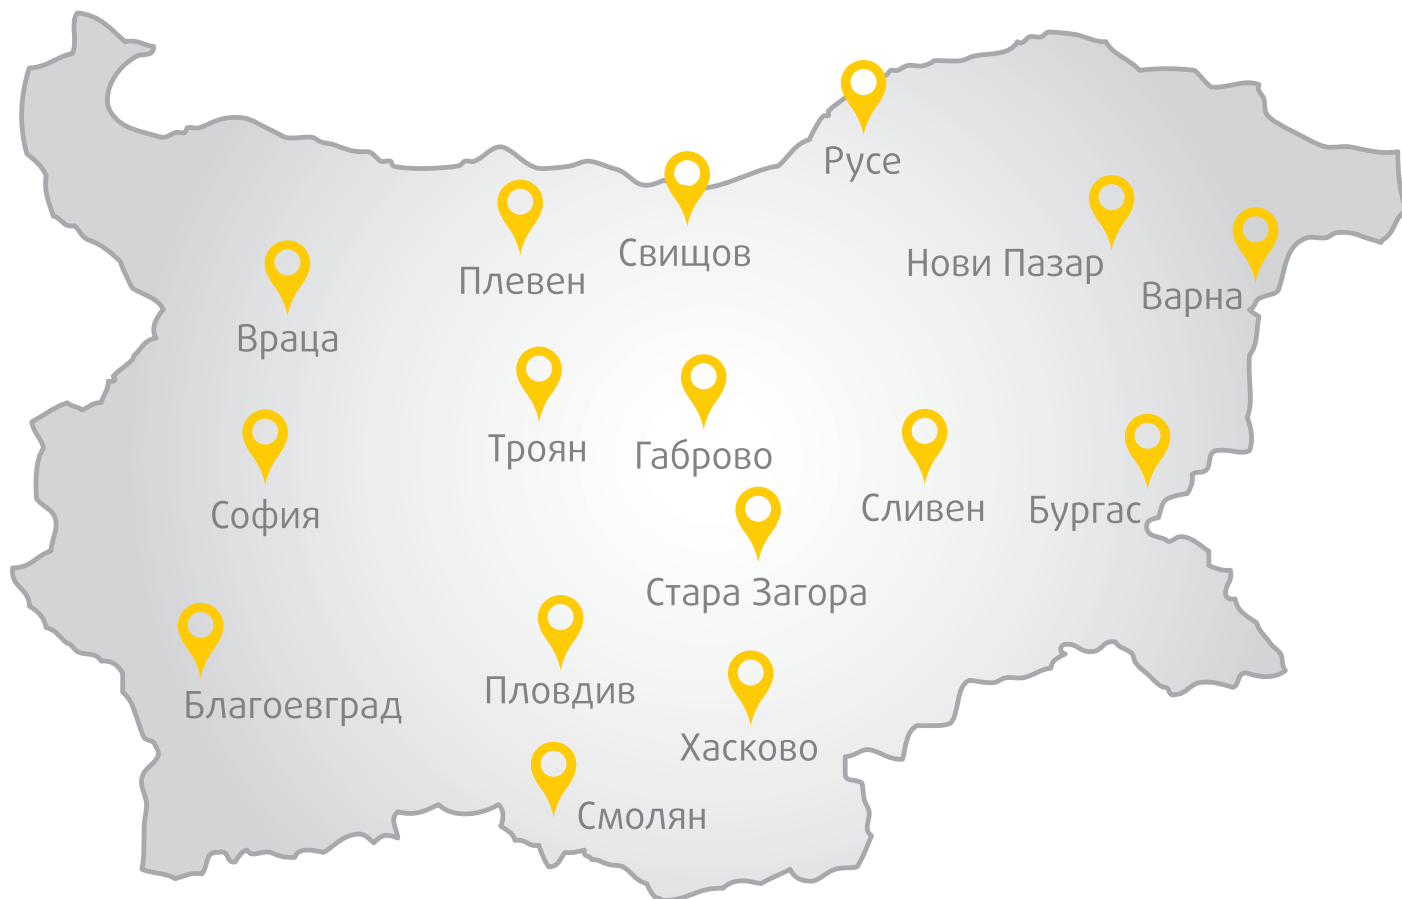 Русе
Свищов
Нови Пазар
Плевен
Варна
Враца
Троян
Габрово
Сливен
Бургас
София
Стара Загора
Пловдив
Благоевград
Хасково
Смолян